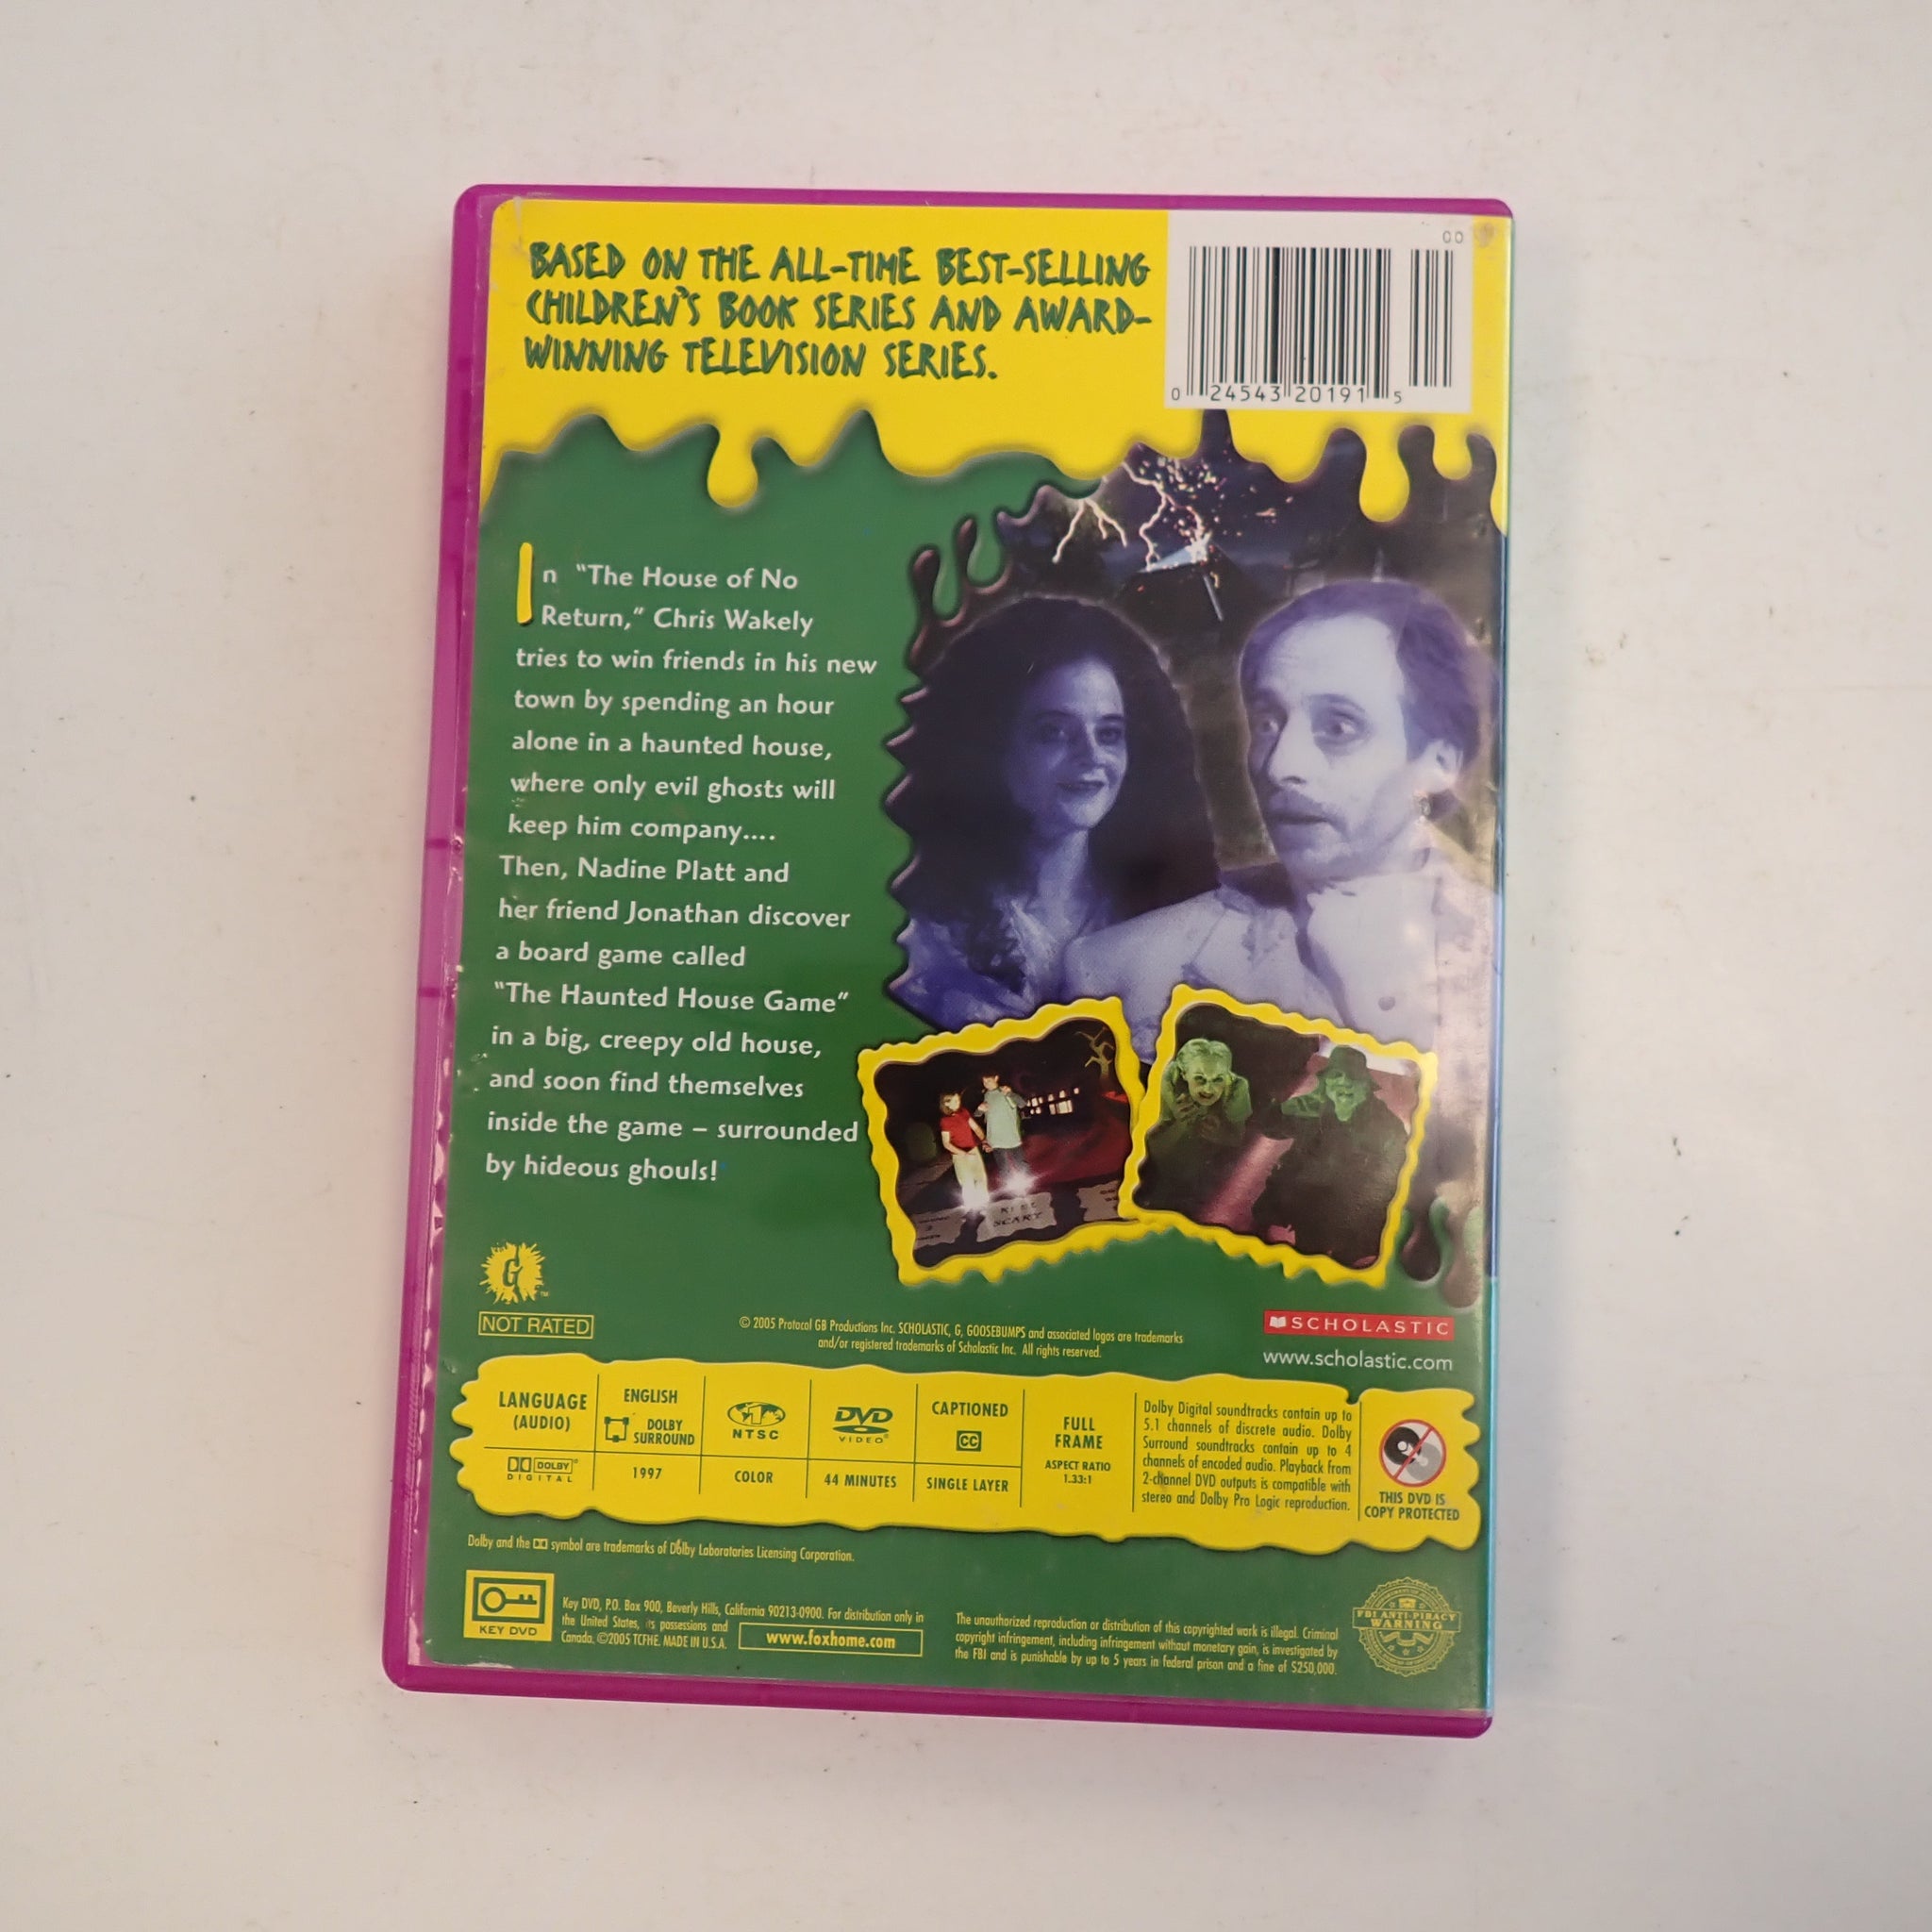 BASED ON THE ALL-TIME BEST-SELLING
CHILDREN'S BOOK SERIES AND AWARD-
WINNING TELEVISION SERIES.
0 24543 20191 5
In "The House of No
Return," Chris Wakely
tries to win friends in his new
town by spending an hour
alone in a haunted house,
where only evil ghosts will
keep him company....
Then, Nadine Platt and
her friend Jonathan discover
a board game called
"The Haunted House Game"
in a big, creepy old house,
and soon find themselves
inside the game – surrounded
by hideous ghouls!
SCARY
G
NOT RATED
© 2005 Protocol GB Productions Inc. SCHOLASTIC, G, GOOSEBUMPS and associated logos are trademarks
and/or registered trademarks of Scholastic Inc. All rights reserved.
SCHOLASTIC
www.scholastic.com
LANGUAGE
(AUDIO)
DOLBY
DIGITAL
ENGLISH
DOLBY
SURROUND
1997
1
NTSC
COLOR
DVD
VIDEO
44 MINUTES
CAPTIONED
CC
SINGLE LAYER
FULL
FRAME
ASPECT RATIO
1.33:1
Dolby Digital soundtracks contain up to
5.1 channels of discrete audio. Dolby
Surround soundtracks contain up to 4
channels of encoded audio. Playback from
2-channel DVD outputs is compatible with
stereo and Dolby Pro Logic reproduction.
THIS DVD IS
COPY PROTECTED
Dolby and the symbol are trademarks of Dolby Laboratories Licensing Corporation.
KEY DVD
Key DVD, P.O. Box 900, Beverly Hills, California 90213-0900. For distribution only in
the United States, its possessions and
Canada. ©2005 TCFHE. MADE IN U.S.A.
www.foxhome.com
The unauthorized reproduction or distribution of this copyrighted work is illegal. Criminal
copyright infringement, including infringement without monetary gain, is investigated by
the FBI and is punishable by up to 5 years in federal prison and a fine of $250,000.
FBI ANTI-PIRACY
WARNING